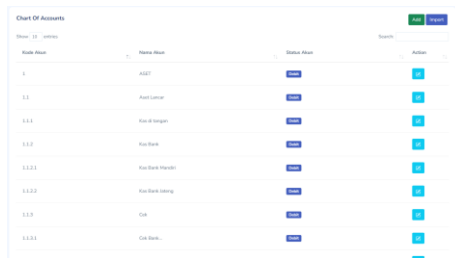 Chart Of Accounts
Add Import
Show 10 entries Search:
Kode Akun Nama Akun Status Akun Action
1 ASET
1.1 Aset Lancar
1.1.1 Kas di tangan
1.1.2 Kas Bank
1.1.2.1 Kas Bank Mandiri
1.1.2.2 Kas Bank Jateng
1.1.3 Cek
1.1.3.1 Cek Bank...